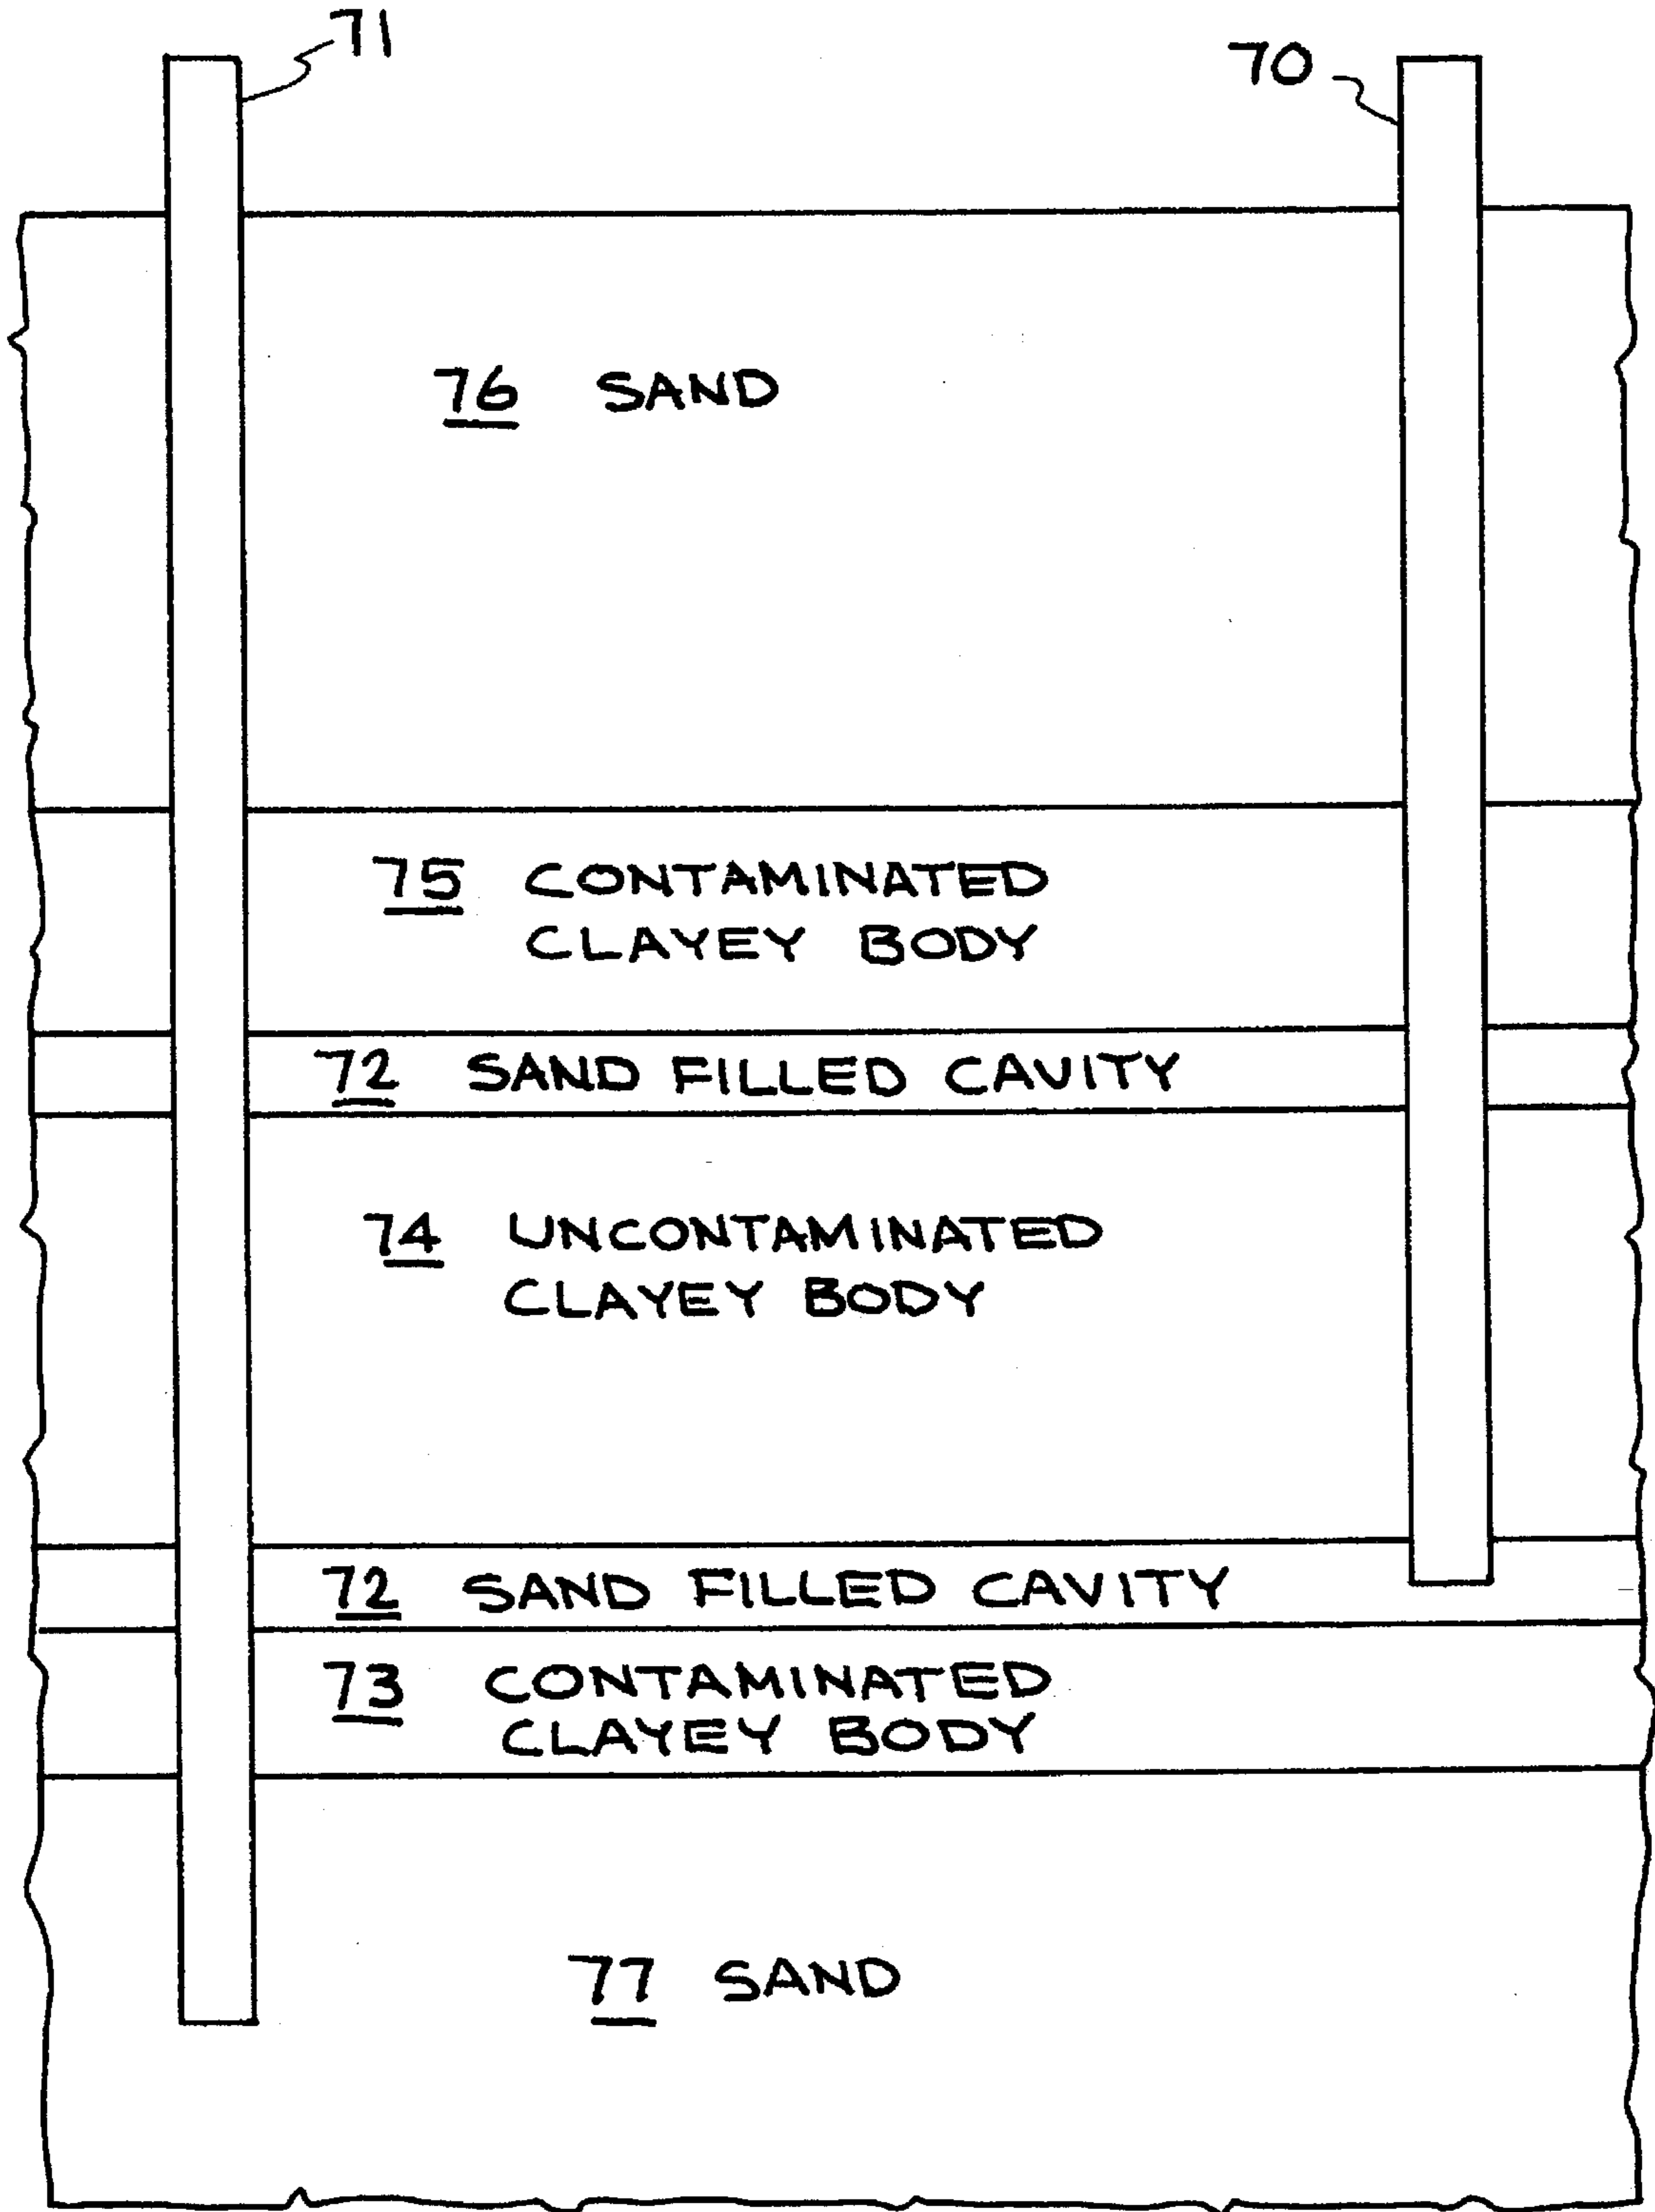 71
70
76 SAND
75 CONTAMINATED
CLAYEY BODY
72 SAND FILLED CAVITY
74 UNCONTAMINATED
CLAYEY BODY
72 SAND FILLED CAVITY
73 CONTAMINATED
CLAYEY BODY
77 SAND